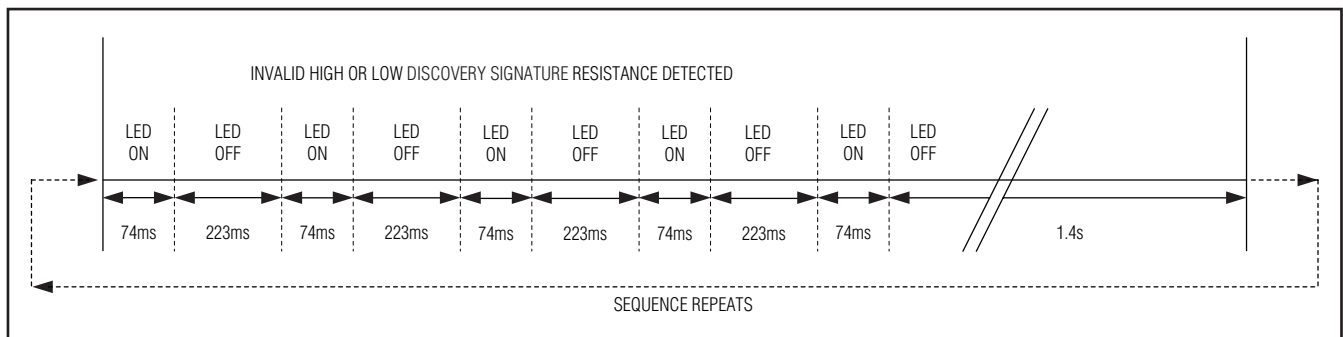 INVALID HIGH OR LOW DISCOVERY SIGNATURE RESISTANCE DETECTED
LED ON
LED OFF
LED ON
LED OFF
LED ON
LED OFF
LED ON
LED OFF
LED ON
LED OFF
74ms 223ms 74ms 223ms 74ms 223ms 74ms 223ms 74ms 1.4s
SEQUENCE REPEATS